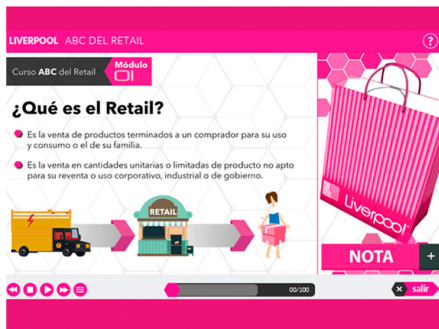 LIVERPOOL ABC DEL RETAIL
?
Curso ABC del Retail
Módulo
01
¿Qué es el Retail?
Es la venta de productos terminados a un comprador para su uso
y consumo o el de su familia.
Es la venta en cantidades unitarias o limitadas de producto no apto
para su reventa o uso corporativo, industrial o de gobierno.
RETAIL
Liverpool
NOTA +
00/100
x salir